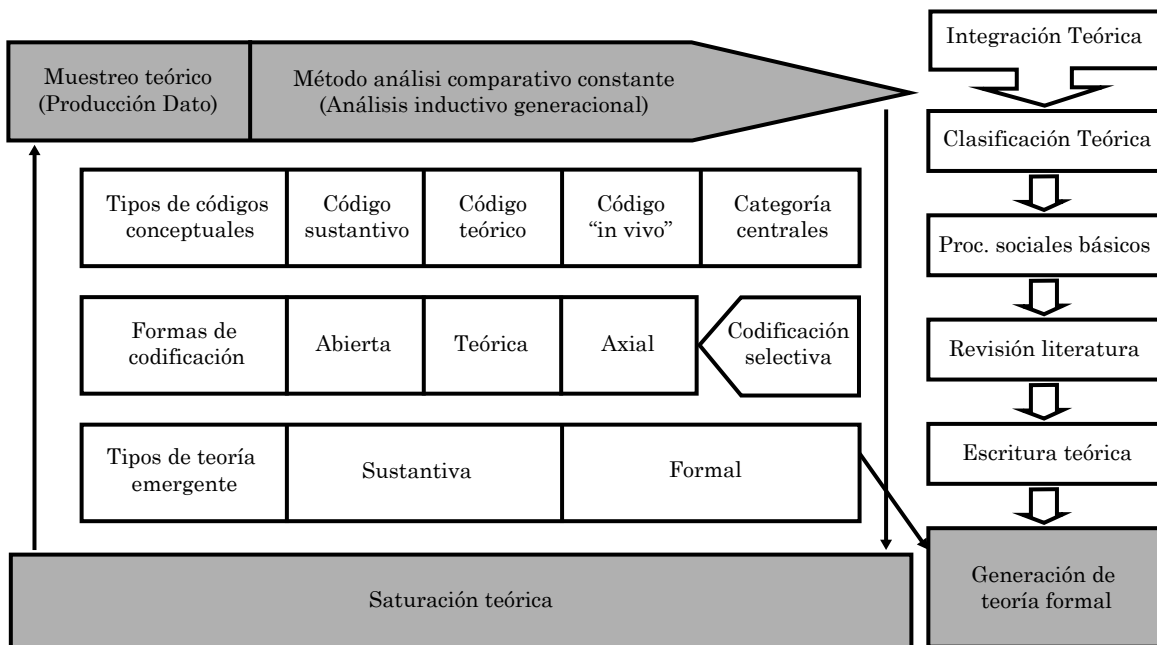 Muestreo teórico
(Producción Dato)
Método análisi comparativo constante
(Análisis inductivo generacional)
Tipos de códigos
conceptuales
Código
sustantivo
Código
teórico
Código
“in vivo”
Categoría
centrales
Formas de
codificación
Abierta
Teórica
Axial
Codificación
selectiva
Tipos de teoría
emergente
Sustantiva
Formal
Saturación teórica
Integración Teórica
Clasificación Teórica
Proc. sociales básicos
Revisión literatura
Escritura teórica
Generación de
teoría formal